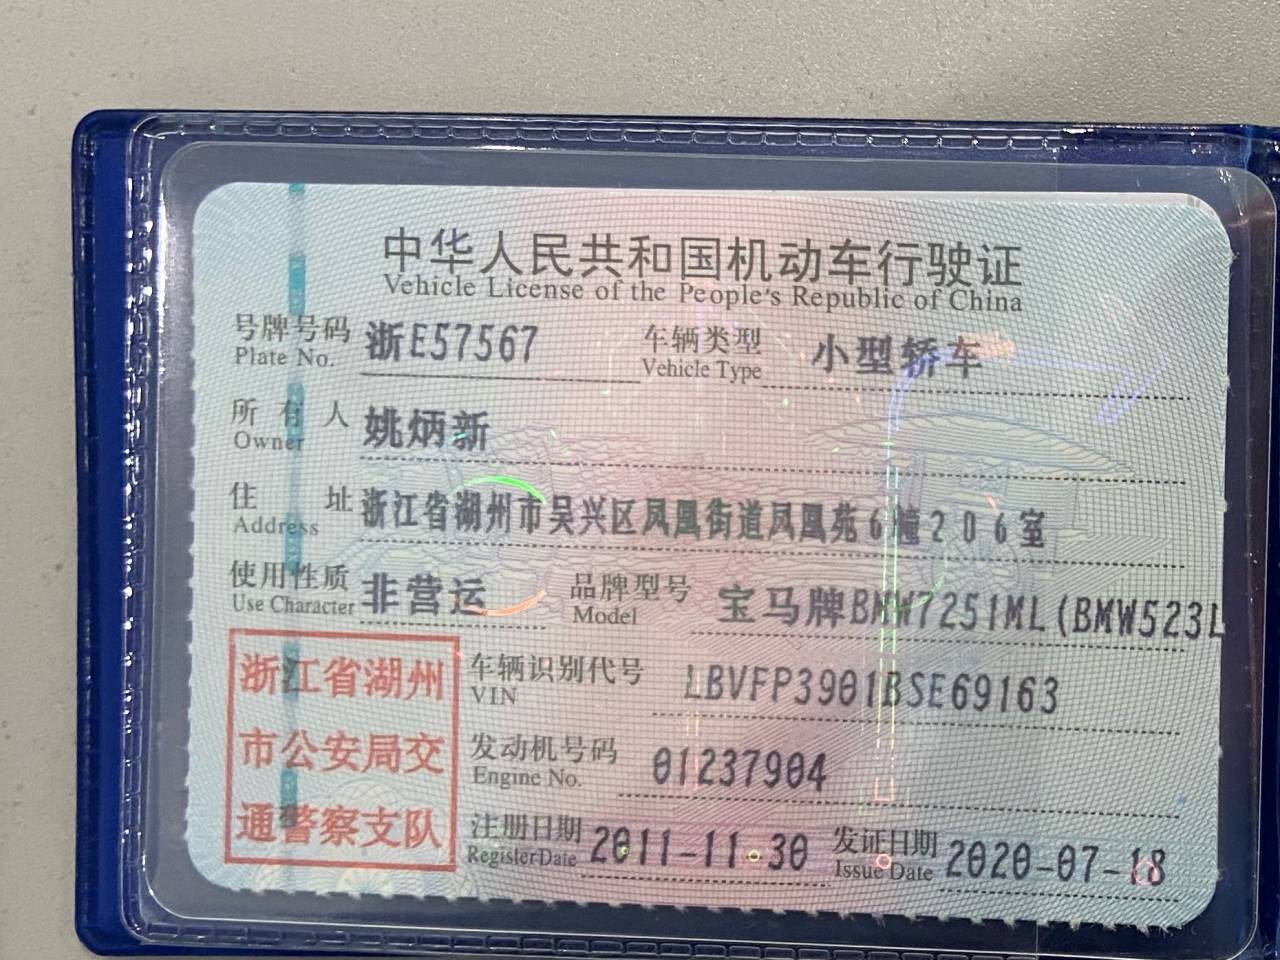 中华人民共和国机动车行驶证
Vehicle License of the People's Republic of China
号牌号码 浙E57567 车辆类型 小型轿车
Plate No. Vehicle Type
所有人 姚炳新
Owner
住址 浙江省湖州市吴兴区凤凰街道凤凰苑6幢206室
Address
使用性质 非营运 品牌型号 宝马牌BMW7251ML(BMW523L
Use Character Model
浙江省湖州
市公安局交
通警察支队
车辆识别代号 LBVFP3901BSE69163
VIN
发动机号码 01237904
Engine No.
注册日期 2011-11-30 发证日期 2020-07-18
Register Date Issue Date